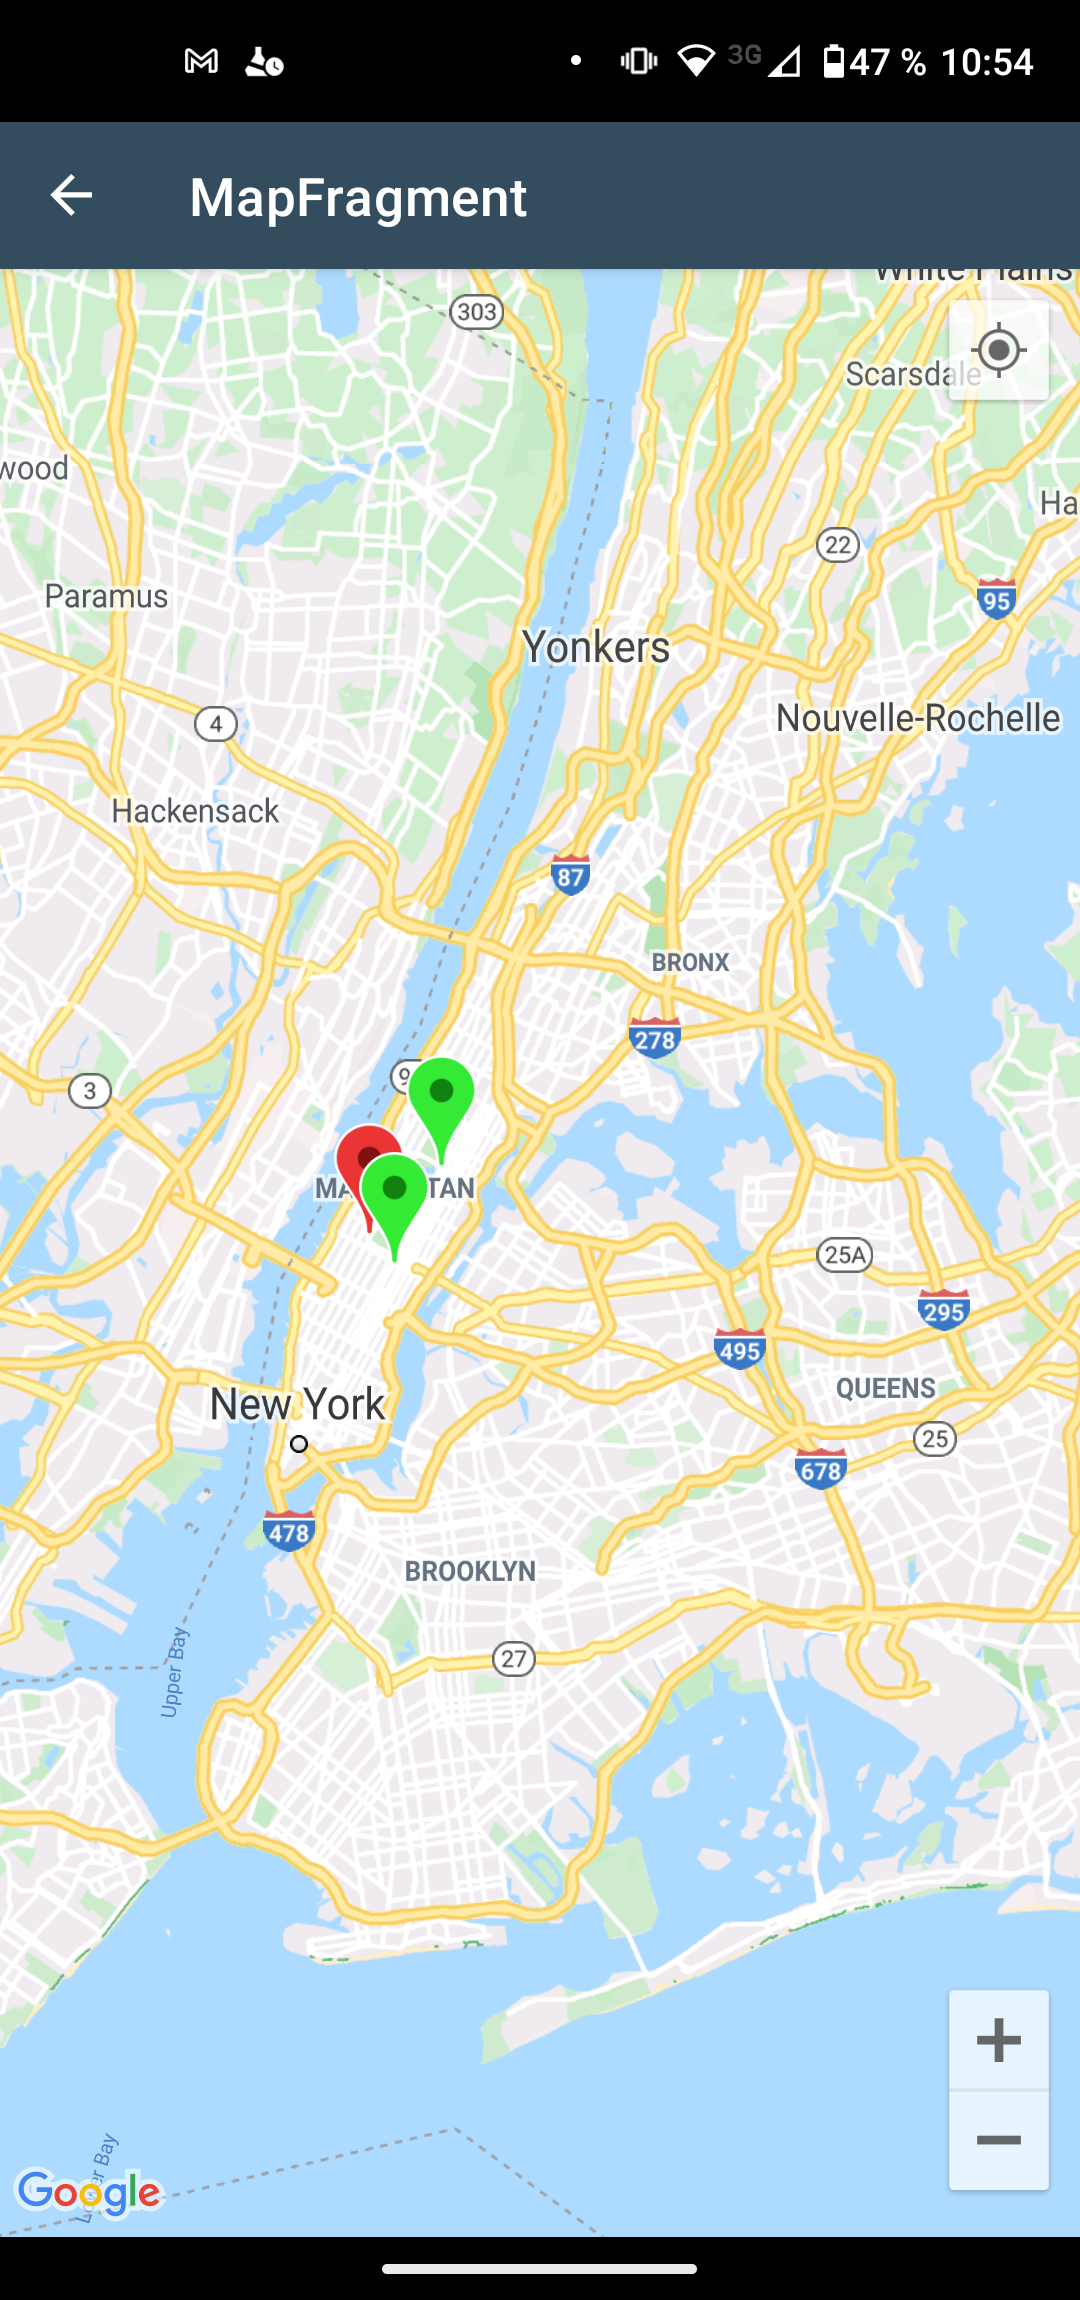 3G 47 % 10:54
MapFragment
White Plains
303
Scarsdale
wood
Ha
22
Paramus
95
Yonkers
4
Nouvelle-Rochelle
Hackensack
87
BRONX
278
9
3
MA TAN
25A
295
495
QUEENS
New York
25
678
478
BROOKLYN
27
Upper Bay
Lower Bay
Google